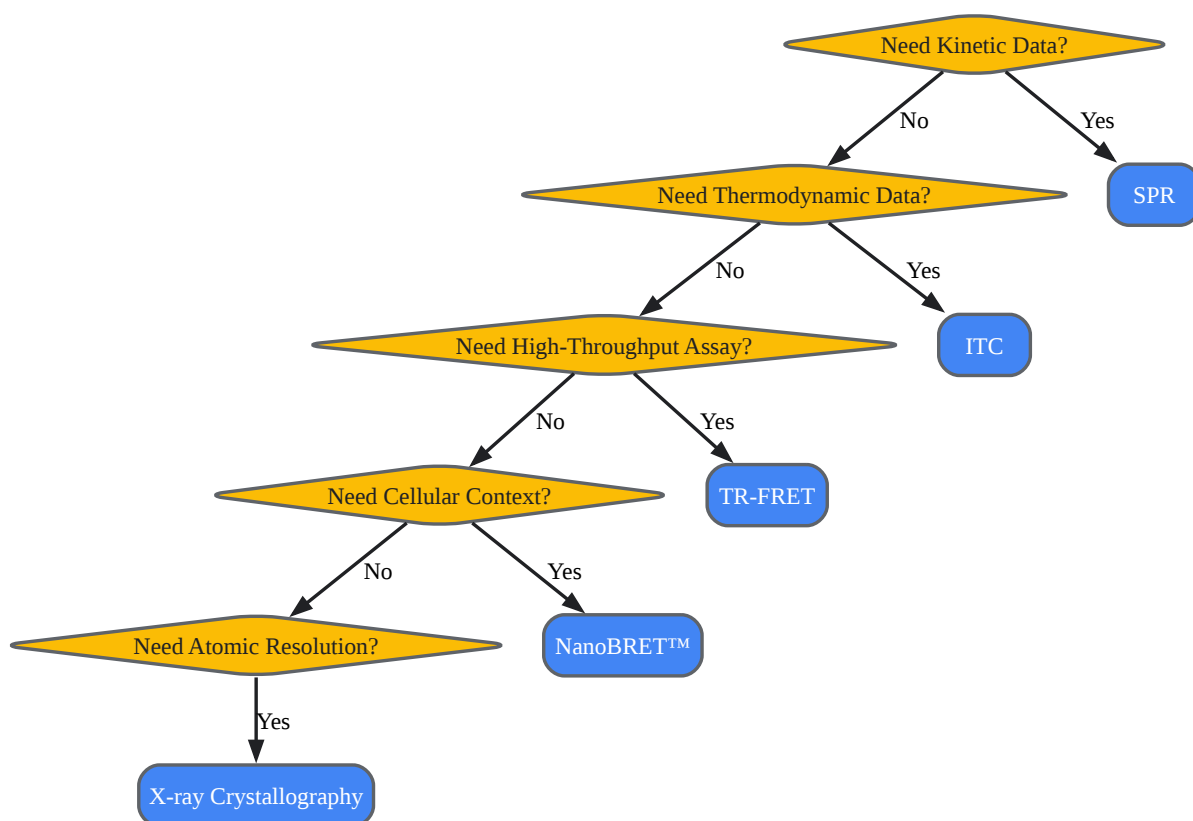 Need Kinetic Data?
No
Yes
Need Thermodynamic Data?
SPR
No
Yes
Need High-Throughput Assay?
ITC
No
Yes
Need Cellular Context?
TR-FRET
No
Yes
Need Atomic Resolution?
NanoBRET™
Yes
X-ray Crystallography